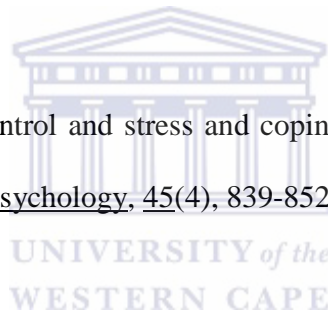 ntrol and stress and copin
sychology, 45(4), 839-852
UNIVERSITY of the
WESTERN CAPE